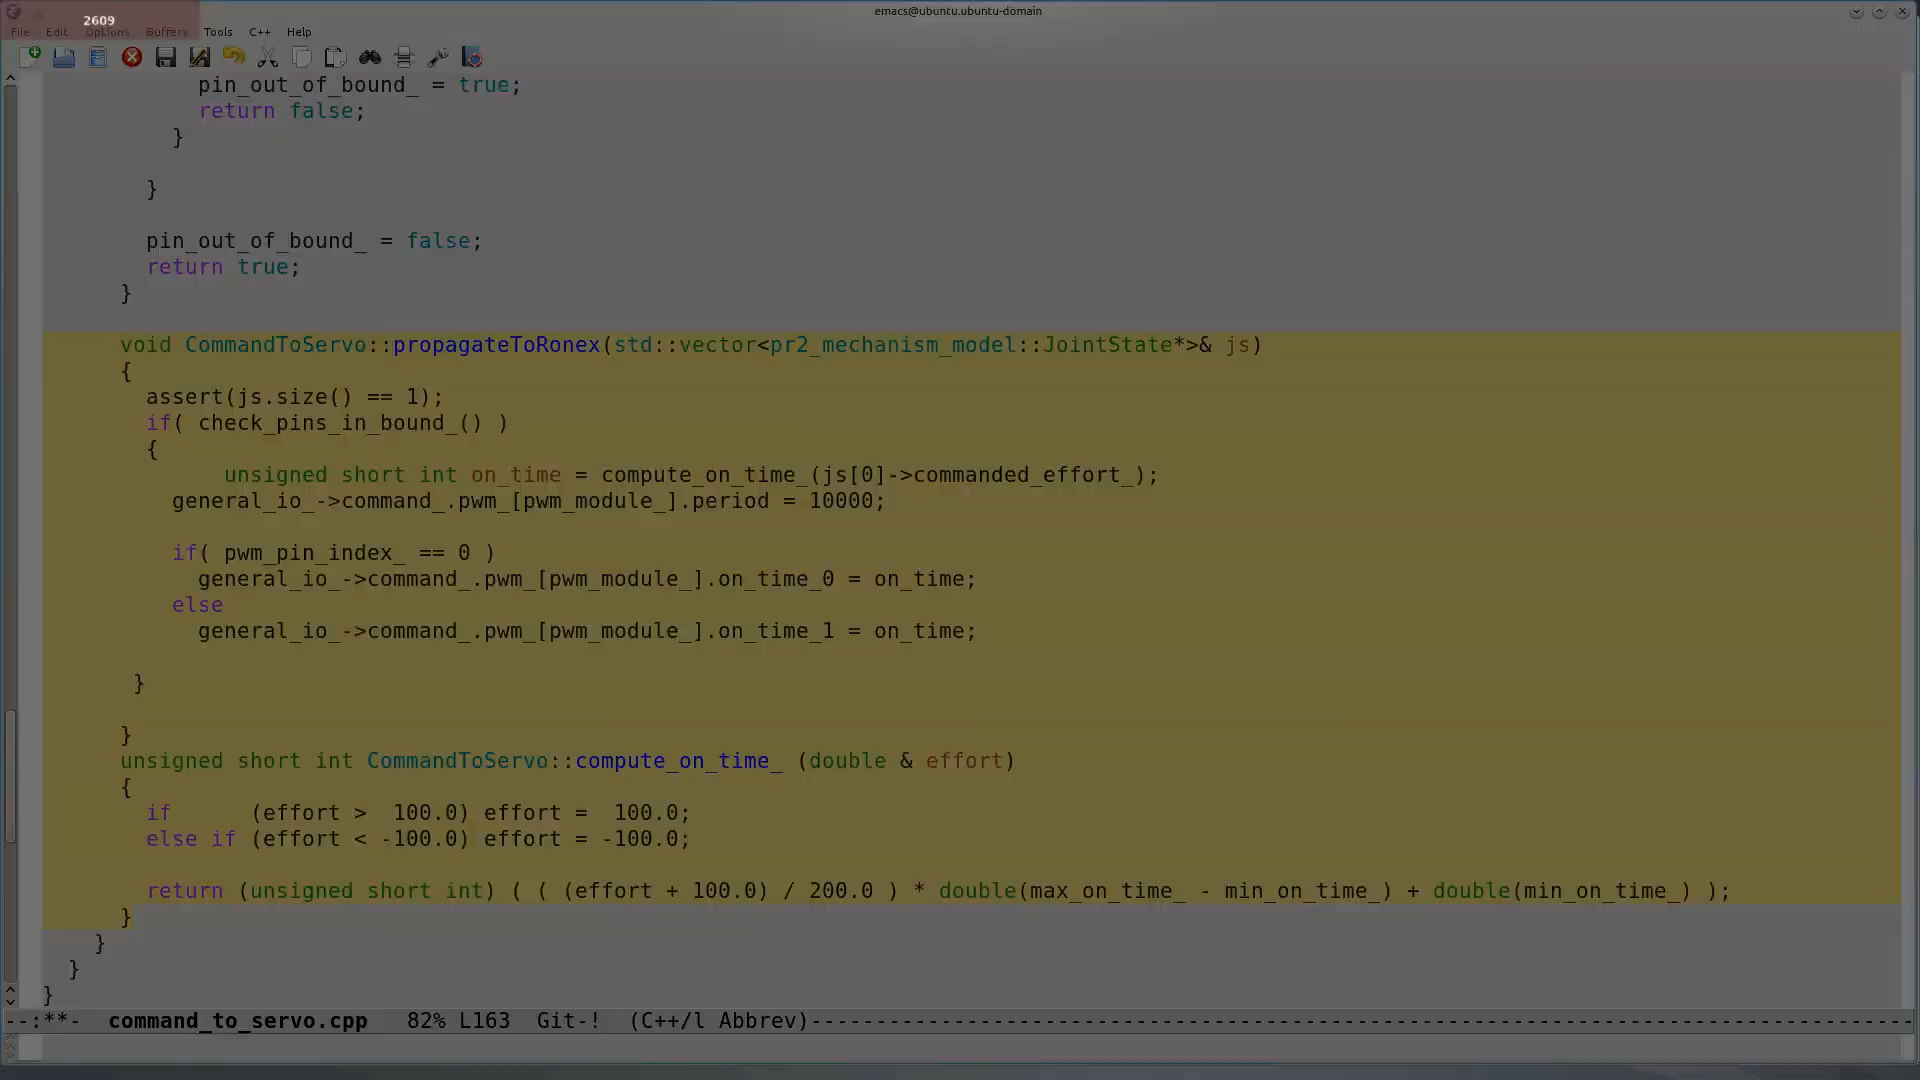 2609
emacs@ubuntu.ubuntu-domain
File Edit Options Buffers Tools C++ Help
pin_out_of_bound_ = true;
return false;
}
}
pin_out_of_bound_ = false;
return true;
}
void CommandToServo::propagateToRonex(std::vector<pr2_mechanism_model::JointState*>& js)
{
assert(js.size() == 1);
if( check_pins_in_bound_() )
{
unsigned short int on_time = compute_on_time_(js[0]->commanded_effort_);
general_io_->command_.pwm_[pwm_module_].period = 10000;
if( pwm_pin_index_ == 0 )
general_io_->command_.pwm_[pwm_module_].on_time_0 = on_time;
else
general_io_->command_.pwm_[pwm_module_].on_time_1 = on_time;
}
}
unsigned short int CommandToServo::compute_on_time_ (double & effort)
{
if      (effort >  100.0) effort =  100.0;
else if (effort < -100.0) effort = -100.0;
return (unsigned short int) ( ( (effort + 100.0) / 200.0 ) * double(max_on_time_ - min_on_time_) + double(min_on_time_) );
}
}
}
}
--:**-  command_to_servo.cpp   82% L163  Git-!  (C++/l Abbrev)------------------------------------------------------------------------------------